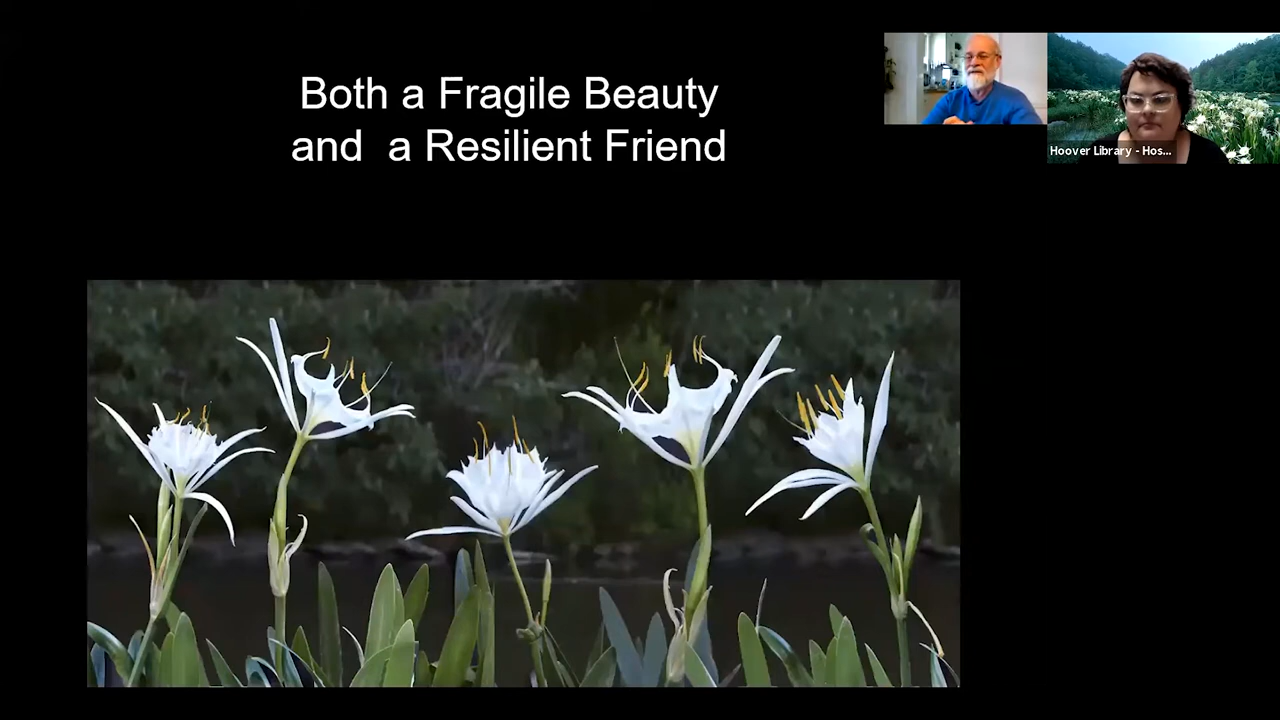 Both a Fragile Beauty
and  a Resilient Friend
Hoover Library - Hos...